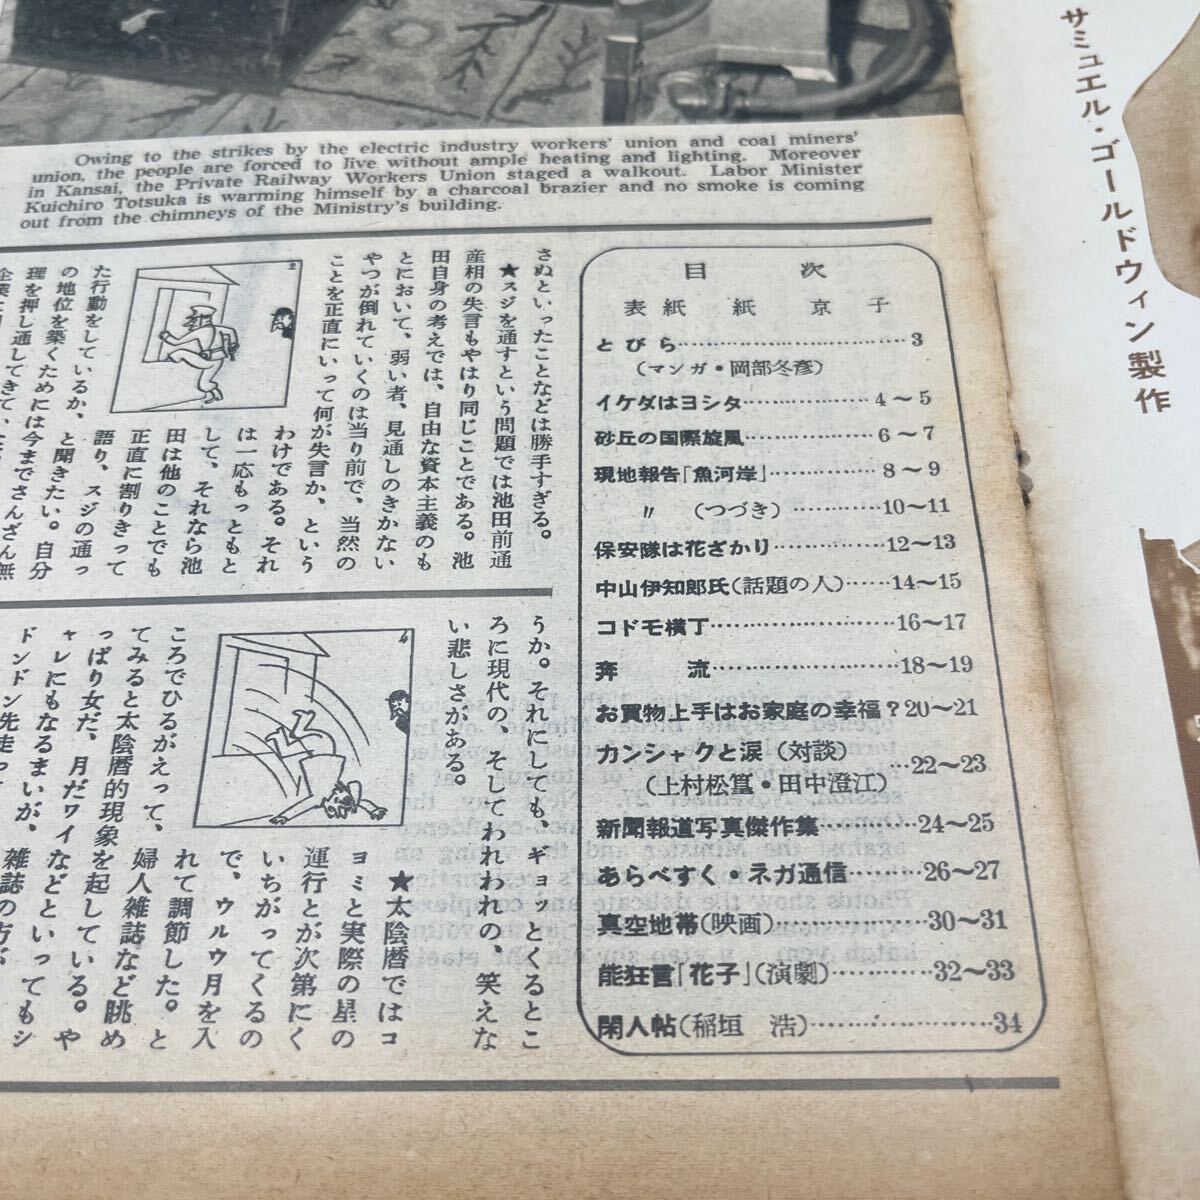 Owing to the strikes by the electric industry workers' union and coal miners'
union, the people are forced to live without ample heating and lighting. Moreover
in Kansai, the Private Railway Workers Union staged a walkout. Labor Minister
Kuichiro Totsuka is warming himself by a charcoal brazier and no smoke is coming
out from the chimneys of the Ministry's building.
サミュエル・ゴールドウィン製作
さぬといったことなどは勝手すぎる。
★スジを通すという問題では池田前通
産相の失言もやはり同じことである。池
田自身の考えでは、自由な資本主義のも
とにおいて、弱い者、見通しのきかない
やつが倒れていくのは当り前で、当然の
ことを正直にいって何が失言か、という
わけである。それ
は一応もっともと
して、それなら池
田は他のことでも
正直に割りきって
語り、スジの通っ
た行動をしているか、と聞きたい。自分
の地位を築くためには今までさんざん無
理を押し通してきて、
2
うか。それにしても、ギョとくるとこ
ろに現代の、そしてわれわれの、笑えな
い悲しさがある。
★太陰暦ではコ
ヨミと実際の星の
運行とが次第にく
いちがってくるの
で、ウルウ月を入
れて調節した。と
ころでひるがえって、婦人雑誌など眺め
てみると太陰暦的現象を起している。や
っぱり女だ、月だワイなどといってもシ
ャレにもなるまいが、雑誌の方が
ドンドン先走って
4
目次
表紙 紙 京子
とびら……3
(マンガ・岡部冬彦)
イケダはヨシタ……4〜5
砂丘の国際旋風……6〜7
現地報告「魚河岸」……8〜9
〃 (つづき)……10〜11
保安隊は花ざかり……12〜13
中山伊知郎氏(話題の人)……14〜15
コドモ横丁……16〜17
奔流……18〜19
お買物上手はお家庭の幸福?20〜21
カンシャクと涙(対談)
(上村松篁・田中澄江)…22〜23
新聞報道写真傑作集……24〜25
あらべすく・ネガ通信……26〜27
真空地帯(映画)……30〜31
能狂言「花子」(演劇)……32〜33
閑人帖(稲垣 浩)……34